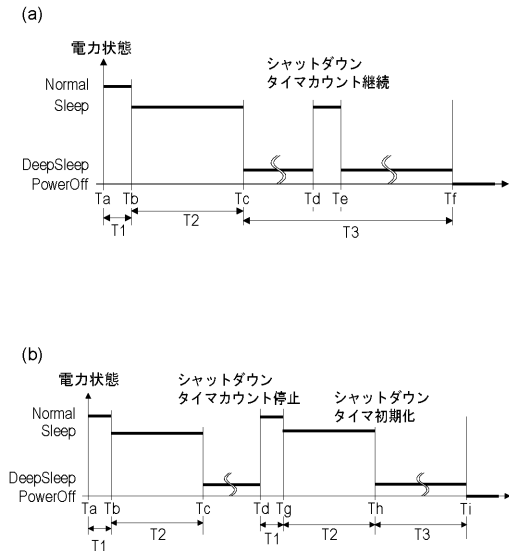 (a)
電力状態
シャットダウン
タイマカウント継続
Normal
Sleep
DeepSleep
PowerOff
Ta Tb Tc Td Te Tf
T1 T2 T3
(b)
電力状態
シャットダウン
タイマカウント停止
シャットダウン
タイマ初期化
Normal
Sleep
DeepSleep
PowerOff
Ta Tb Tc Td Tg Th Ti
T1 T2 T1 T2 T3